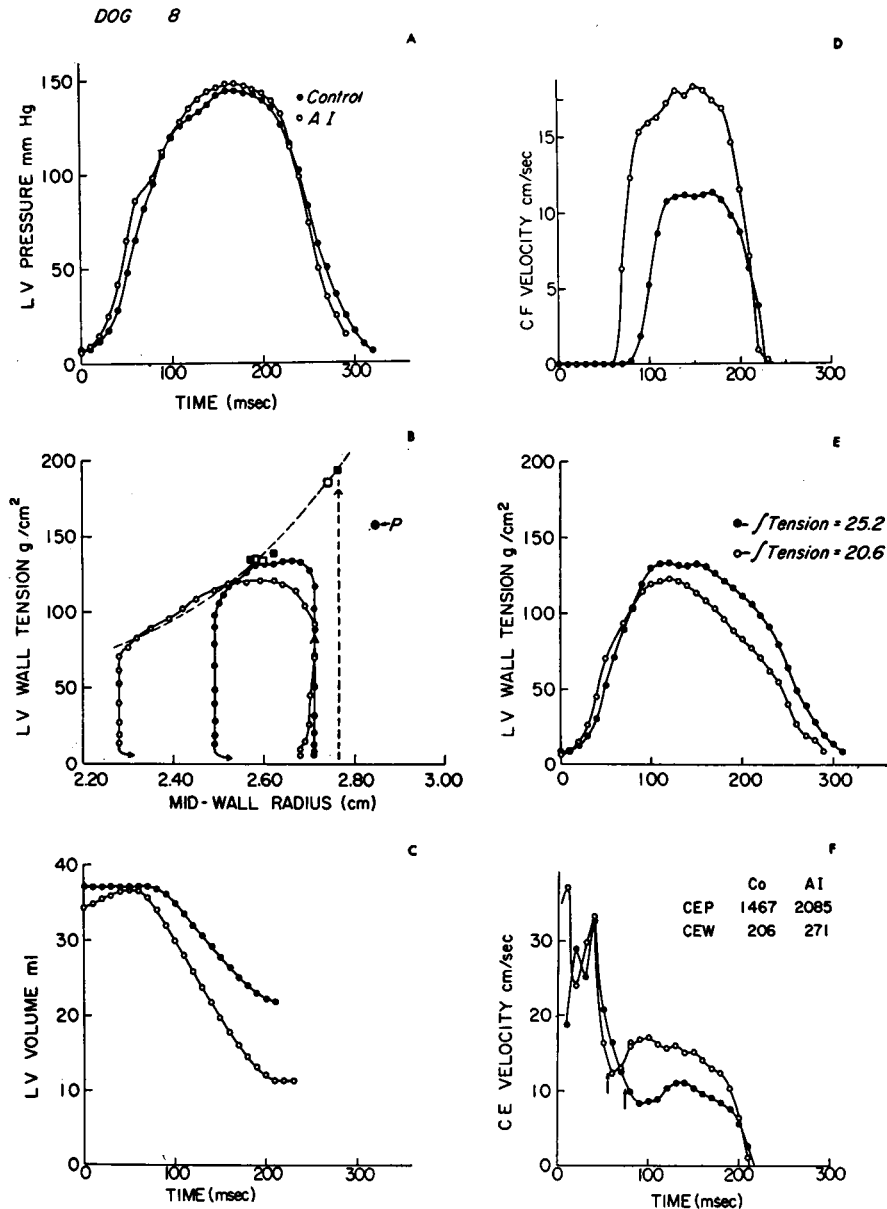 DOG 8
A
150
100
50
0
LV PRESSURE mm Hg
Control
AI
0 100 200 300
TIME (msec)
D
15
10
5
0
CF VELOCITY cm/sec
100 200 300
B
200
150
100
50
0
LV WALL TENSION g/cm²
P
2.20 2.40 2.60 2.80 3.00
MID-WALL RADIUS (cm)
E
200
150
100
50
0
LV WALL TENSION g/cm²
∫Tension = 25.2
∫Tension = 20.6
0 100 200 300
C
40
30
20
10
0
LV VOLUME ml
0 100 200 300
TIME (msec)
F
Co AI
CEP 1467 2085
CEW 206 271
30
20
10
0
CE VELOCITY cm/sec
100 200 300
TIME (msec)